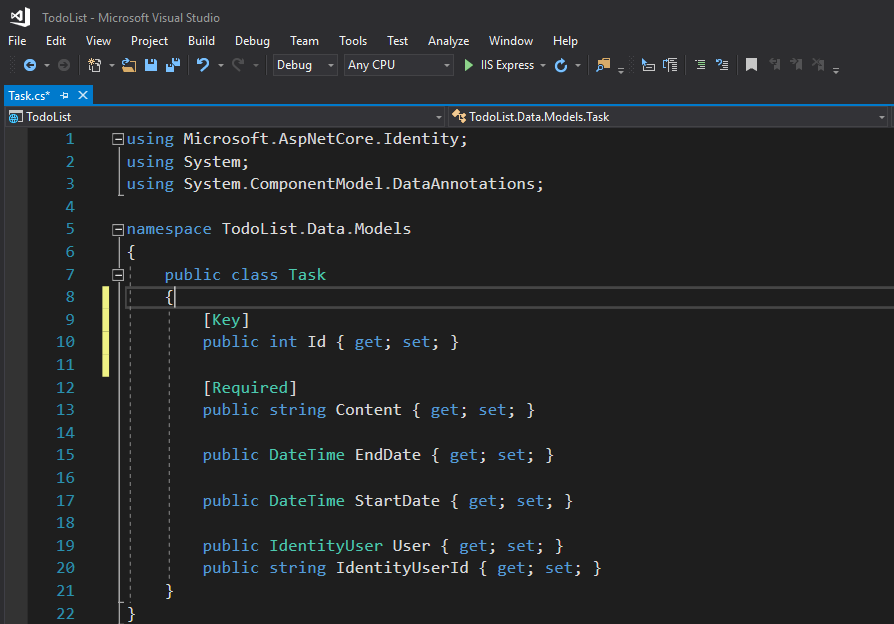 TodoList - Microsoft Visual Studio
File Edit View Project Build Debug Team Tools Test Analyze Window Help
Debug Any CPU IIS Express
Task.cs*
TodoList TodoList.Data.Models.Task
1 using Microsoft.AspNetCore.Identity;
2 using System;
3 using System.ComponentModel.DataAnnotations;
4
5 namespace TodoList.Data.Models
6 {
7     public class Task
8     {
9         [Key]
10         public int Id { get; set; }
11
12         [Required]
13         public string Content { get; set; }
14
15         public DateTime EndDate { get; set; }
16
17         public DateTime StartDate { get; set; }
18
19         public IdentityUser User { get; set; }
20         public string IdentityUserId { get; set; }
21     }
22 }